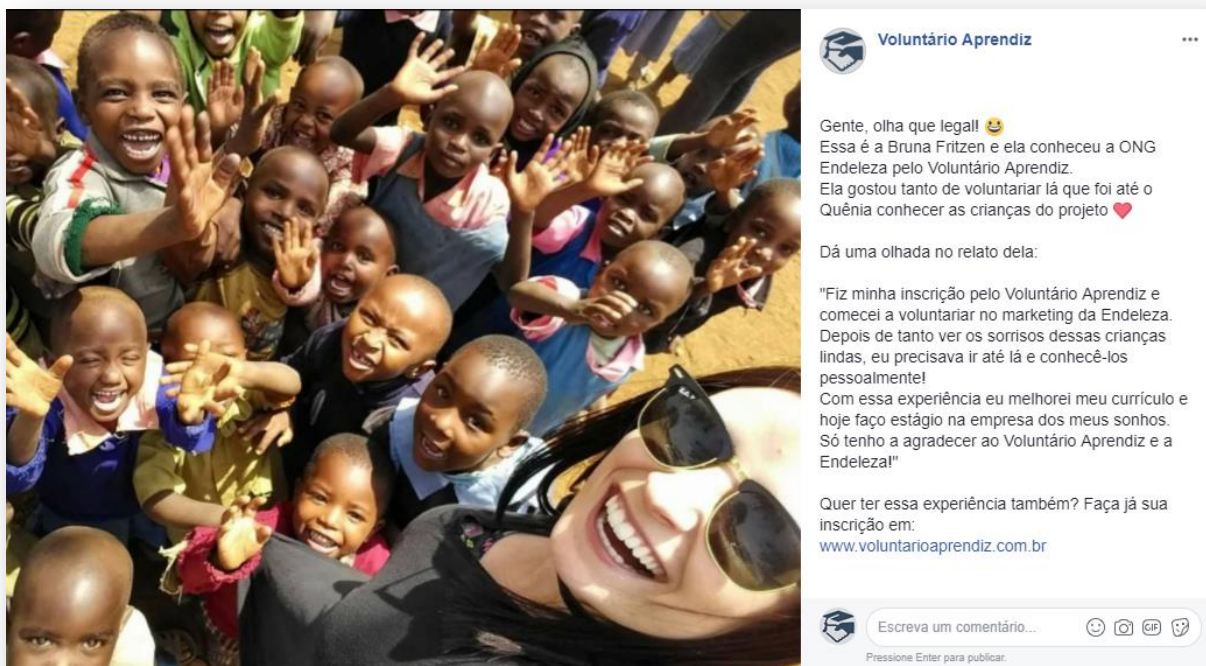 Voluntário Aprendiz
Gente, olha que legal! 😀
Essa é a Bruna Fritzen e ela conheceu a ONG
Endeleza pelo Voluntário Aprendiz.
Ela gostou tanto de voluntariar lá que foi até o
Quênia conhecer as crianças do projeto ❤️
Dá uma olhada no relato dela:
"Fiz minha inscrição pelo Voluntário Aprendiz e
comecei a voluntariar no marketing da Endeleza.
Depois de tanto ver os sorrisos dessas crianças
lindas, eu precisava ir até lá e conhecê-los
pessoalmente!
Com essa experiência eu melhorei meu currículo e
hoje faço estágio na empresa dos meus sonhos.
Só tenho a agradecer ao Voluntário Aprendiz e a
Endeleza!"
Quer ter essa experiência também? Faça já sua
inscrição em:
www.voluntarioaprendiz.com.br
Escreva um comentário...
GIF
Pressione Enter para publicar.